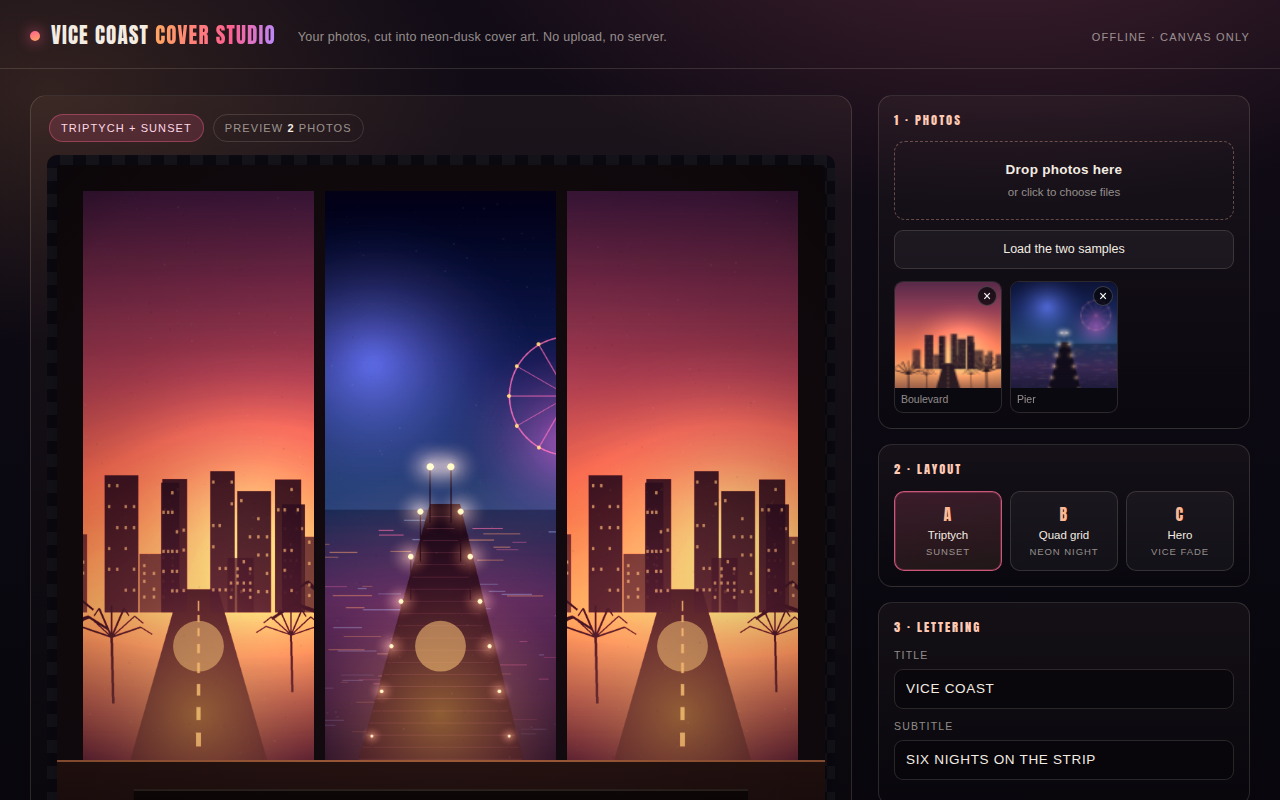 VICE COAST COVER STUDIO
Your photos, cut into neon-dusk cover art. No upload, no server.
OFFLINE · CANVAS ONLY
TRIPTYCH + SUNSET
PREVIEW 2 PHOTOS
1 · PHOTOS
Drop photos here
or click to choose files
Load the two samples
Boulevard
Pier
2 · LAYOUT
A
Triptych
SUNSET
B
Quad grid
NEON NIGHT
C
Hero
VICE FADE
3 · LETTERING
TITLE
VICE COAST
SUBTITLE
SIX NIGHTS ON THE STRIP